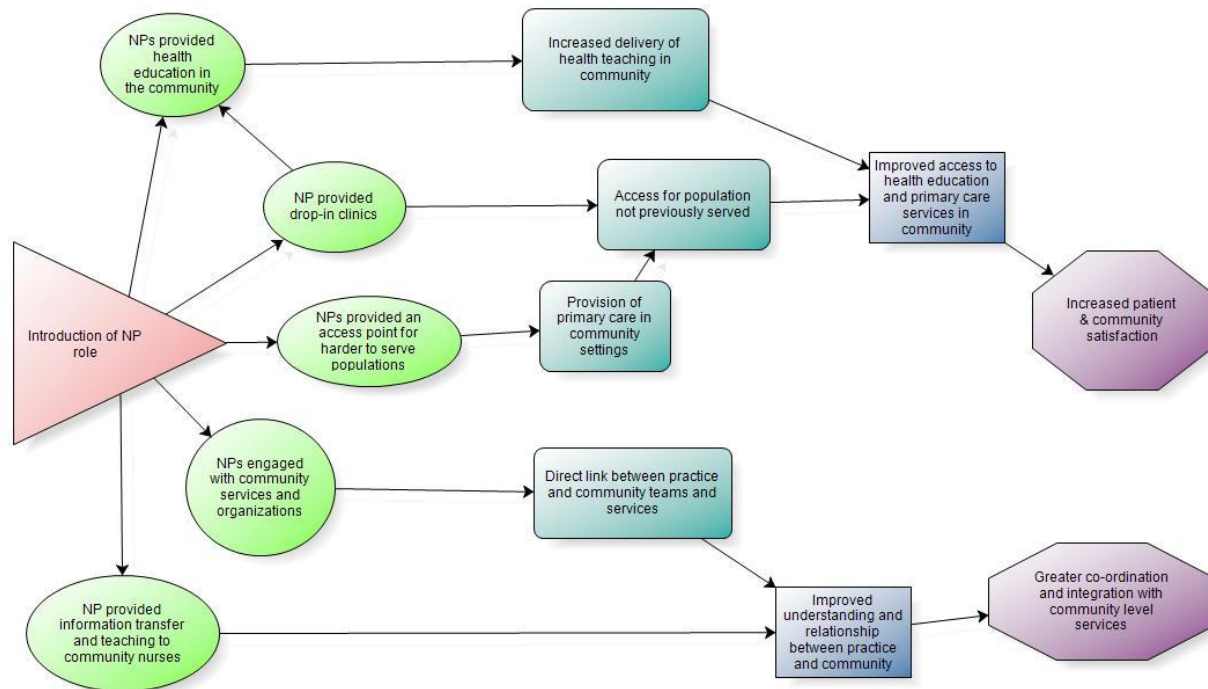 NPs provided
health
education in
the community
Increased delivery of
health teaching in
community
NP provided
drop-in clinics
Access for population
not previously served
Improved access to
health education
and primary care
services in
community
Introduction of NP
role
NPs provided an
access point for
harder to serve
populations
Provision of
primary care in
community
settings
Increased patient
& community
satisfaction
NPs engaged with
community
services and
organizations
Direct link between practice
and community teams and
services
NP provided
information transfer
and teaching to
community nurses
Improved
understanding and
relationship
between practice
and community
Greater co-ordination
and integration with
community level
services